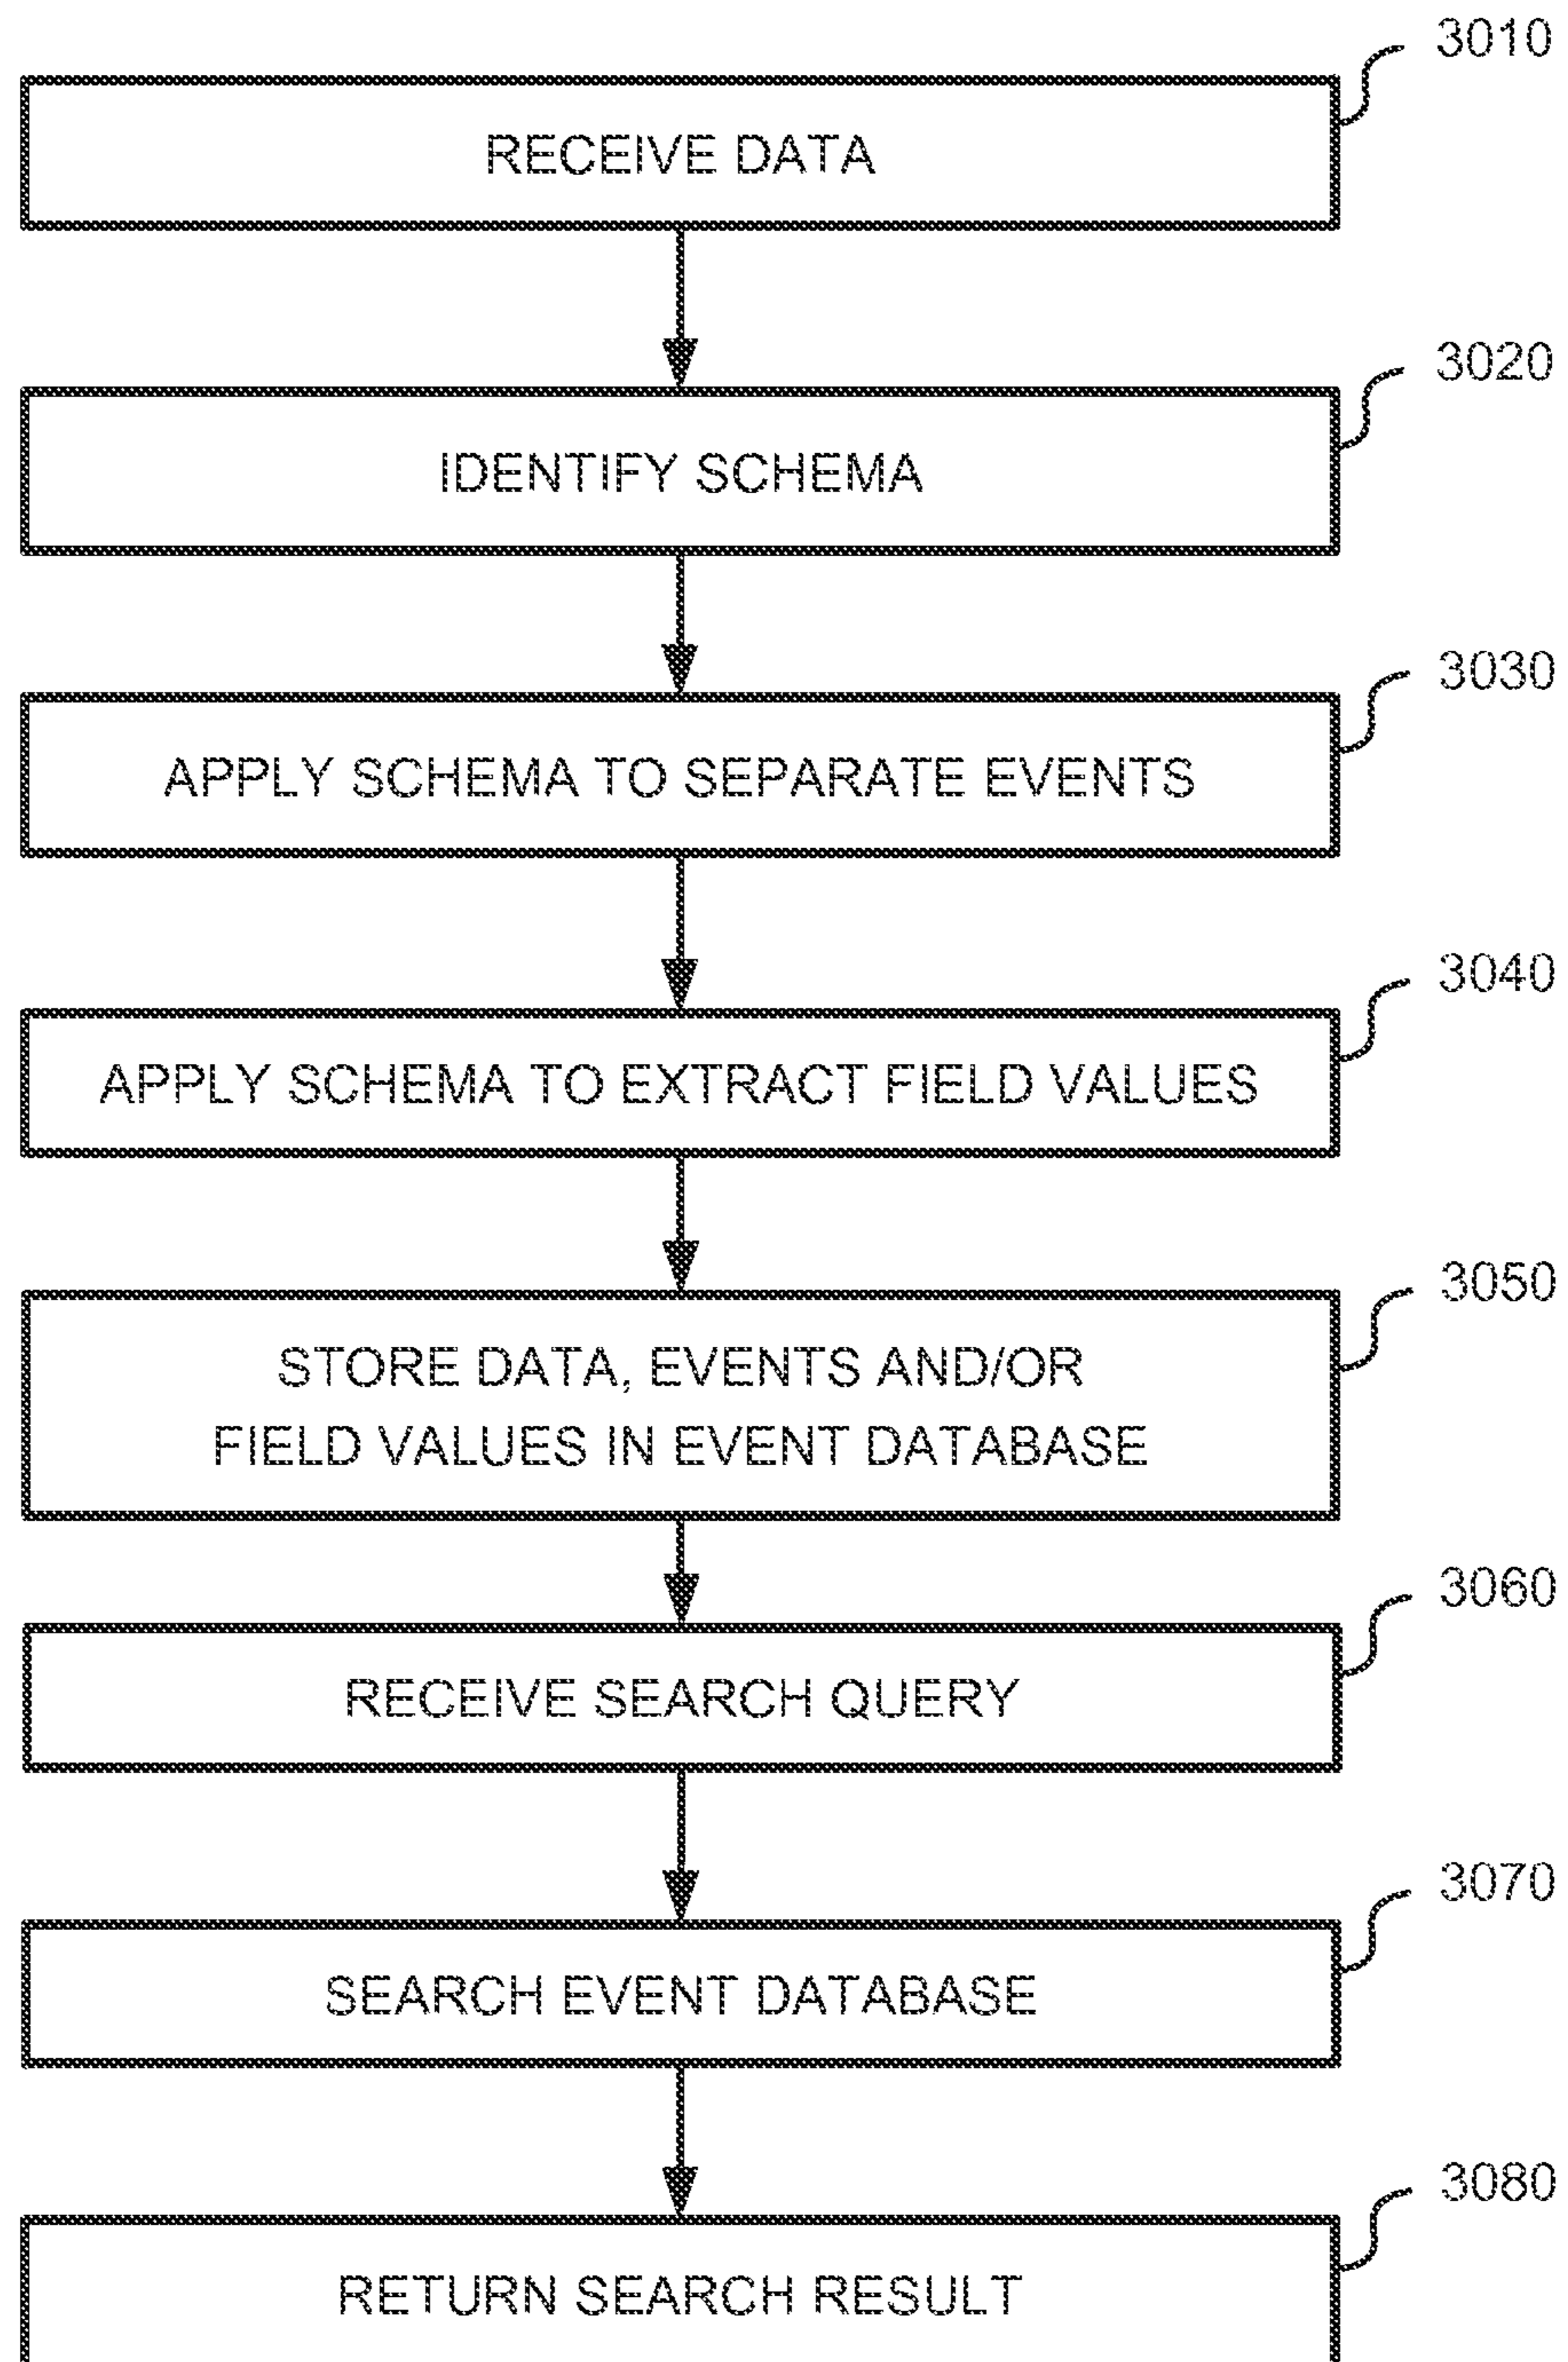 3010
RECEIVE DATA
3020
IDENTIFY SCHEMA
3030
APPLY SCHEMA TO SEPARATE EVENTS
3040
APPLY SCHEMA TO EXTRACT FIELD VALUES
3050
STORE DATA, EVENTS AND/OR
FIELD VALUES IN EVENT DATABASE
3060
RECEIVE SEARCH QUERY
3070
SEARCH EVENT DATABASE
3080
RETURN SEARCH RESULT